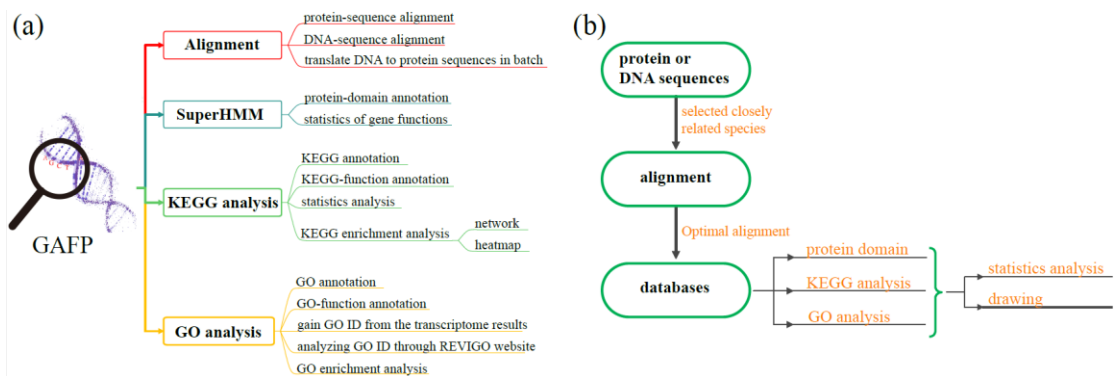 (a)
Alignment
protein-sequence alignment
DNA-sequence alignment
translate DNA to protein sequences in batch
SuperHMM
protein-domain annotation
statistics of gene functions
GAFP
KEGG analysis
KEGG annotation
KEGG-function annotation
statistics analysis
KEGG enrichment analysis
network
heatmap
GO analysis
GO annotation
GO-function annotation
gain GO ID from the transcriptome results
analyzing GO ID through REVIGO website
GO enrichment analysis
(b)
protein or
DNA sequences
selected closely
related species
alignment
Optimal alignment
databases
protein domain
KEGG analysis
GO analysis
statistics analysis
drawing